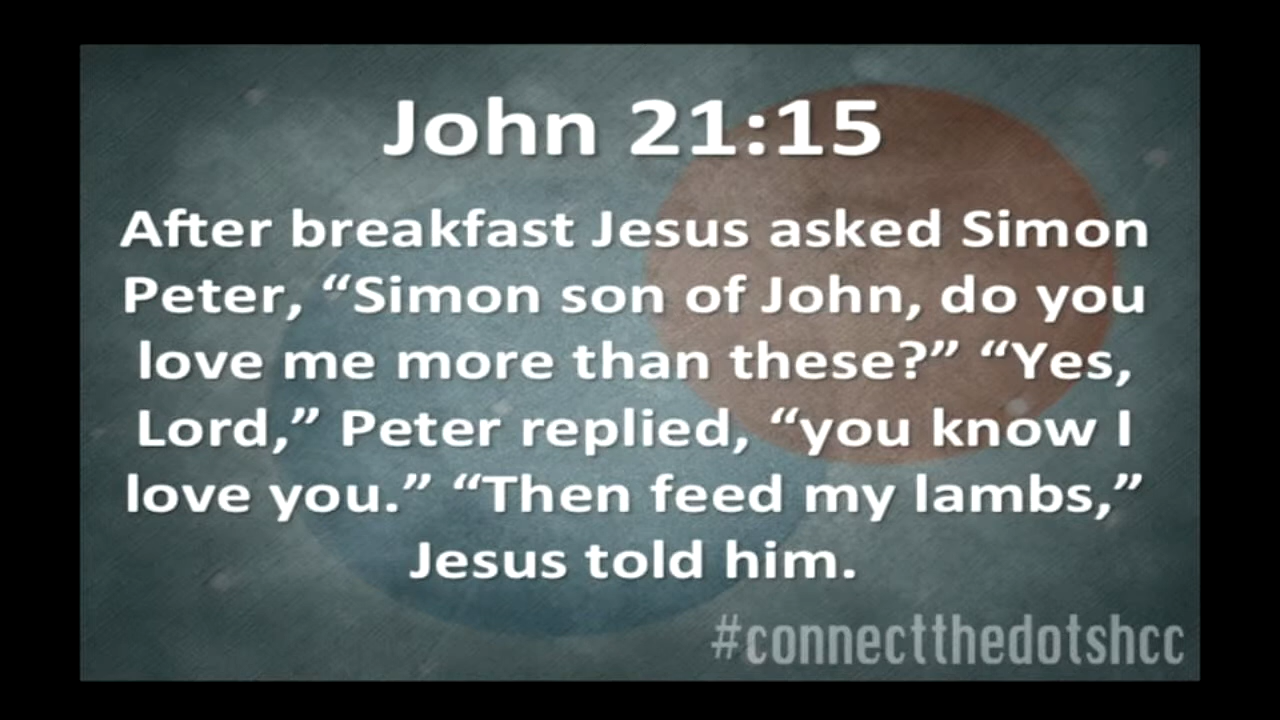 John 21:15
After breakfast Jesus asked Simon
Peter, “Simon son of John, do you
love me more than these?” “Yes,
Lord,” Peter replied, “you know I
love you.” “Then feed my lambs,”
Jesus told him.
#connectthedotshcc